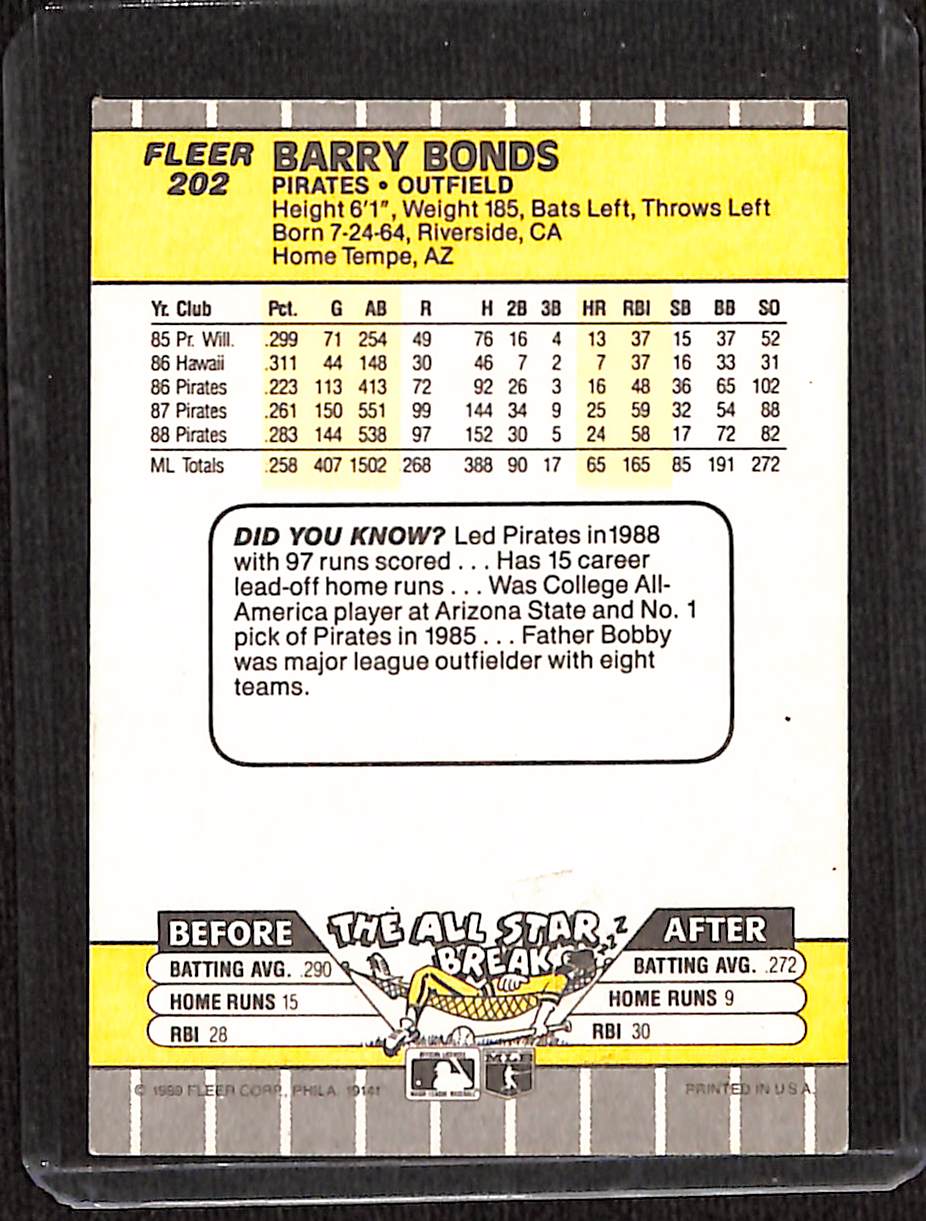 FLEER BARRY BONDS
202 PIRATES • OUTFIELD
Height 6'1", Weight 185, Bats Left, Throws Left
Born 7-24-64, Riverside, CA
Home Tempe, AZ
Yr. Club Pct. G AB R H 2B 3B HR RBI SB BB SO
85 Pr. Will. .299 71 254 49 76 16 4 13 37 15 37 52
86 Hawaii .311 44 148 30 46 7 2 7 37 16 33 31
86 Pirates .223 113 413 72 92 26 3 16 48 36 65 102
87 Pirates .261 150 551 99 144 34 9 25 59 32 54 88
88 Pirates .283 144 538 97 152 30 5 24 58 17 72 82
ML Totals .258 407 1502 268 388 90 17 65 165 85 191 272
DID YOU KNOW? Led Pirates in 1988
with 97 runs scored . . . Has 15 career
lead-off home runs . . . Was College All-
America player at Arizona State and No. 1
pick of Pirates in 1985 . . . Father Bobby
was major league outfielder with eight
teams.
BEFORE THE ALL STAR BREAK AFTER
BATTING AVG. .290 BATTING AVG. .272
HOME RUNS 15 HOME RUNS 9
RBI 28 RBI 30
© 1989 FLEER CORP., PHILA. 19141 PRINTED IN U.S.A.